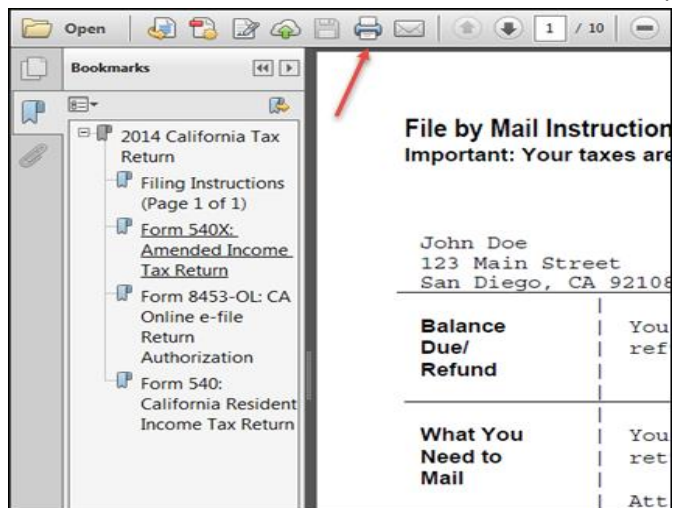 Open
1 / 10
Bookmarks
2014 California Tax
Return
Filing Instructions
(Page 1 of 1)
Form 540X:
Amended Income
Tax Return
Form 8453-OL: CA
Online e-file
Return
Authorization
Form 540:
California Resident
Income Tax Return
File by Mail Instruction
Important: Your taxes are
John Doe
123 Main Street
San Diego, CA 92108
Balance
Due/
Refund
You
ref
What You
Need to
Mail
You
ret
Att